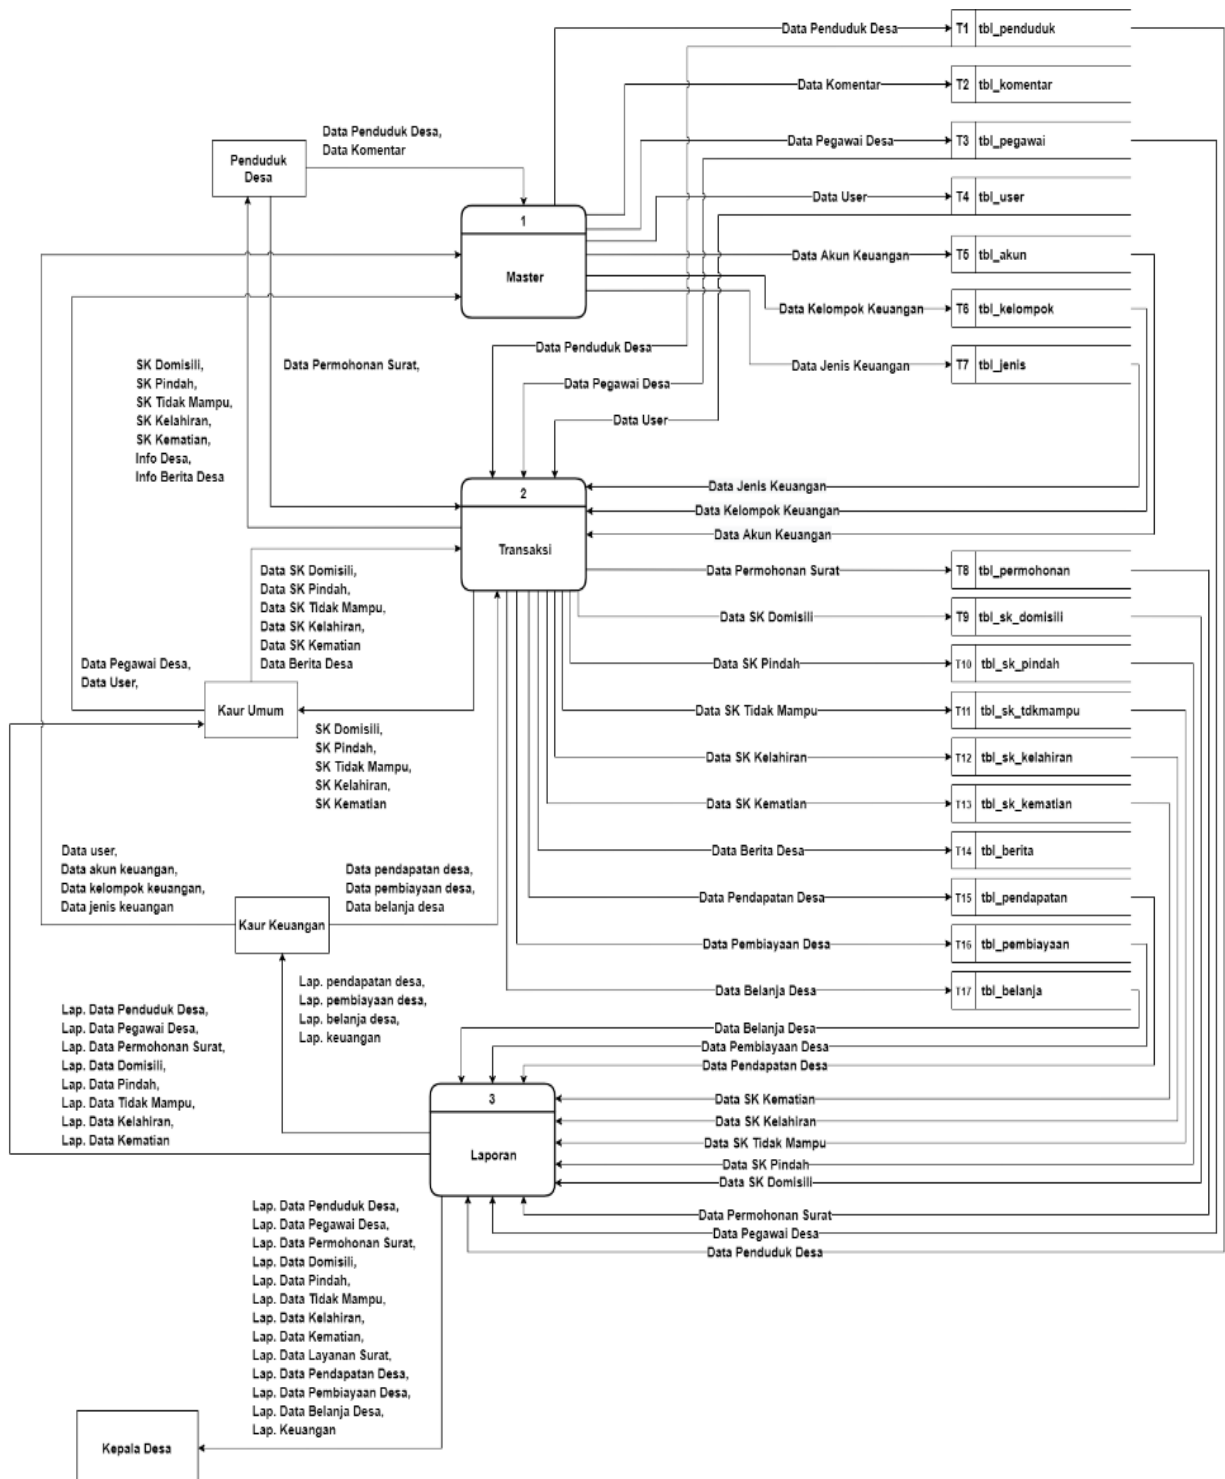 Data Penduduk Desa
T1 tbl_penduduk
Data Komentar
T2 tbl_komentar
Data Penduduk Desa,
Data Komentar
Data Pegawai Desa
T3 tbl_pegawai
Penduduk
Desa
Data User
T4 tbl_user
1
Master
Data Akun Keuangan
T5 tbl_akun
Data Kelompok Keuangan
T6 tbl_kelompok
Data Penduduk Desa
Data Jenis Keuangan
T7 tbl_jenis
SK Domisili,
SK Pindah,
SK Tidak Mampu,
SK Kelahiran,
SK Kematian,
Info Desa,
Info Berita Desa
Data Permohonan Surat,
Data Pegawai Desa
Data User
2
Transaksi
Data Jenis Keuangan
Data Kelompok Keuangan
Data Akun Keuangan
Data SK Domisili,
Data SK Pindah,
Data SK Tidak Mampu,
Data SK Kelahiran,
Data SK Kematian
Data Berita Desa
Data Permohonan Surat
T8 tbl_permohonan
Data SK Domisili
T9 tbl_sk_domisili
Data SK Pindah
T10 tbl_sk_pindah
Data Pegawai Desa,
Data User,
Kaur Umum
Data SK Tidak Mampu
T11 tbl_sk_tdkmampu
SK Domisili,
SK Pindah,
SK Tidak Mampu,
SK Kelahiran,
SK Kematian
Data SK Kelahiran
T12 tbl_sk_kelahiran
Data SK Kematian
T13 tbl_sk_kematian
Data Berita Desa
T14 tbl_berita
Data user,
Data akun keuangan,
Data kelompok keuangan,
Data jenis keuangan
Data pendapatan desa,
Data pembiayaan desa,
Data belanja desa
Kaur Keuangan
Data Pendapatan Desa
T15 tbl_pendapatan
Data Pembiayaan Desa
T16 tbl_pembiayaan
Data Belanja Desa
T17 tbl_belanja
Lap. pendapatan desa,
Lap. pembiayaan desa,
Lap. belanja desa,
Lap. keuangan
Lap. Data Penduduk Desa,
Lap. Data Pegawai Desa,
Lap. Data Permohonan Surat,
Lap. Data Domisili,
Lap. Data Pindah,
Lap. Data Tidak Mampu,
Lap. Data Kelahiran,
Lap. Data Kematian
Data Belanja Desa
Data Pembiayaan Desa
Data Pendapatan Desa
3
Laporan
Data SK Kematian
Data SK Kelahiran
Data SK Tidak Mampu
Data SK Pindah
Data SK Domisili
Data Permohonan Surat
Data Pegawai Desa
Data Penduduk Desa
Lap. Data Penduduk Desa,
Lap. Data Pegawai Desa,
Lap. Data Permohonan Surat,
Lap. Data Domisili,
Lap. Data Pindah,
Lap. Data Tidak Mampu,
Lap. Data Kelahiran,
Lap. Data Kematian,
Lap. Data Layanan Surat,
Lap. Data Pendapatan Desa,
Lap. Data Pembiayaan Desa,
Lap. Data Belanja Desa,
Lap. Keuangan
Kepala Desa